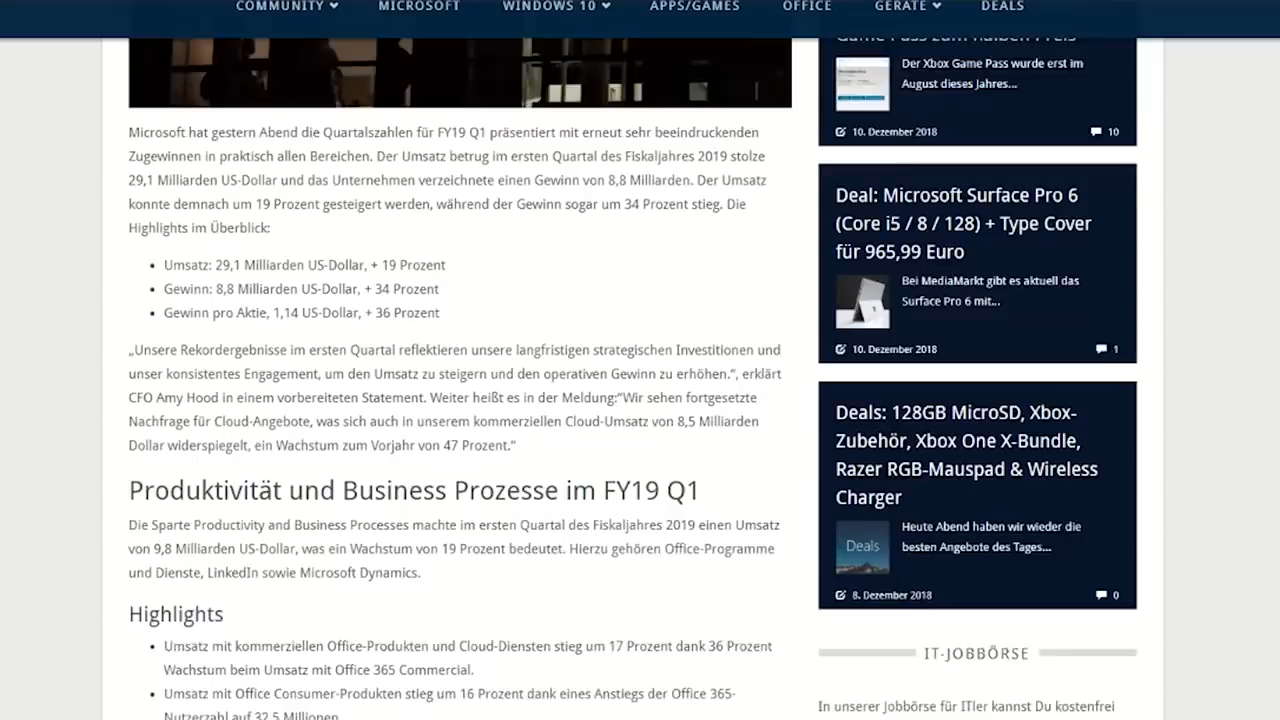 COMMUNITY MICROSOFT WINDOWS 10 APPS/GAMES OFFICE GERÄTE DEALS
Microsoft hat gestern Abend die Quartalszahlen für FY19 Q1 präsentiert mit erneut sehr beeindruckenden
Zugewinnen in praktisch allen Bereichen. Der Umsatz betrug im ersten Quartal des Fiskaljahres 2019 stolze
29,1 Milliarden US-Dollar und das Unternehmen verzeichnete einen Gewinn von 8,8 Milliarden. Der Umsatz
konnte demnach um 19 Prozent gesteigert werden, während der Gewinn sogar um 34 Prozent stieg. Die
Highlights im Überblick:
• Umsatz: 29,1 Milliarden US-Dollar, + 19 Prozent
• Gewinn: 8,8 Milliarden US-Dollar, + 34 Prozent
• Gewinn pro Aktie, 1,14 US-Dollar, + 36 Prozent
„Unsere Rekordergebnisse im ersten Quartal reflektieren unsere langfristigen strategischen Investitionen und
unser konsistentes Engagement, um den Umsatz zu steigern und den operativen Gewinn zu erhöhen.“, erklärt
CFO Amy Hood in einem vorbereiteten Statement. Weiter heißt es in der Meldung:“Wir sehen fortgesetzte
Nachfrage für Cloud-Angebote, was sich auch in unserem kommerziellen Cloud-Umsatz von 8,5 Milliarden
Dollar widerspiegelt, ein Wachstum zum Vorjahr von 47 Prozent.“
Produktivität und Business Prozesse im FY19 Q1
Die Sparte Productivity and Business Processes machte im ersten Quartal des Fiskaljahres 2019 einen Umsatz
von 9,8 Milliarden US-Dollar, was ein Wachstum von 19 Prozent bedeutet. Hierzu gehören Office-Programme
und Dienste, LinkedIn sowie Microsoft Dynamics.
Highlights
• Umsatz mit kommerziellen Office-Produkten und Cloud-Diensten stieg um 17 Prozent dank 36 Prozent
Wachstum beim Umsatz mit Office 365 Commercial.
• Umsatz mit Office Consumer-Produkten stieg um 16 Prozent dank eines Anstiegs der Office 365-
Nutzerzahl auf 32,5 Millionen
Game Pass zum halben Preis
Der Xbox Game Pass wurde erst im
August dieses Jahres...
10. Dezember 2018 10
Deal: Microsoft Surface Pro 6
(Core i5 / 8 / 128) + Type Cover
für 965,99 Euro
Bei MediaMarkt gibt es aktuell das
Surface Pro 6 mit...
10. Dezember 2018 1
Deals: 128GB MicroSD, Xbox-
Zubehör, Xbox One X-Bundle,
Razer RGB-Mauspad & Wireless
Charger
Deals
Heute Abend haben wir wieder die
besten Angebote des Tages...
8. Dezember 2018 0
IT-JOBBÖRSE
In unserer Jobbörse für ITler kannst Du kostenfrei